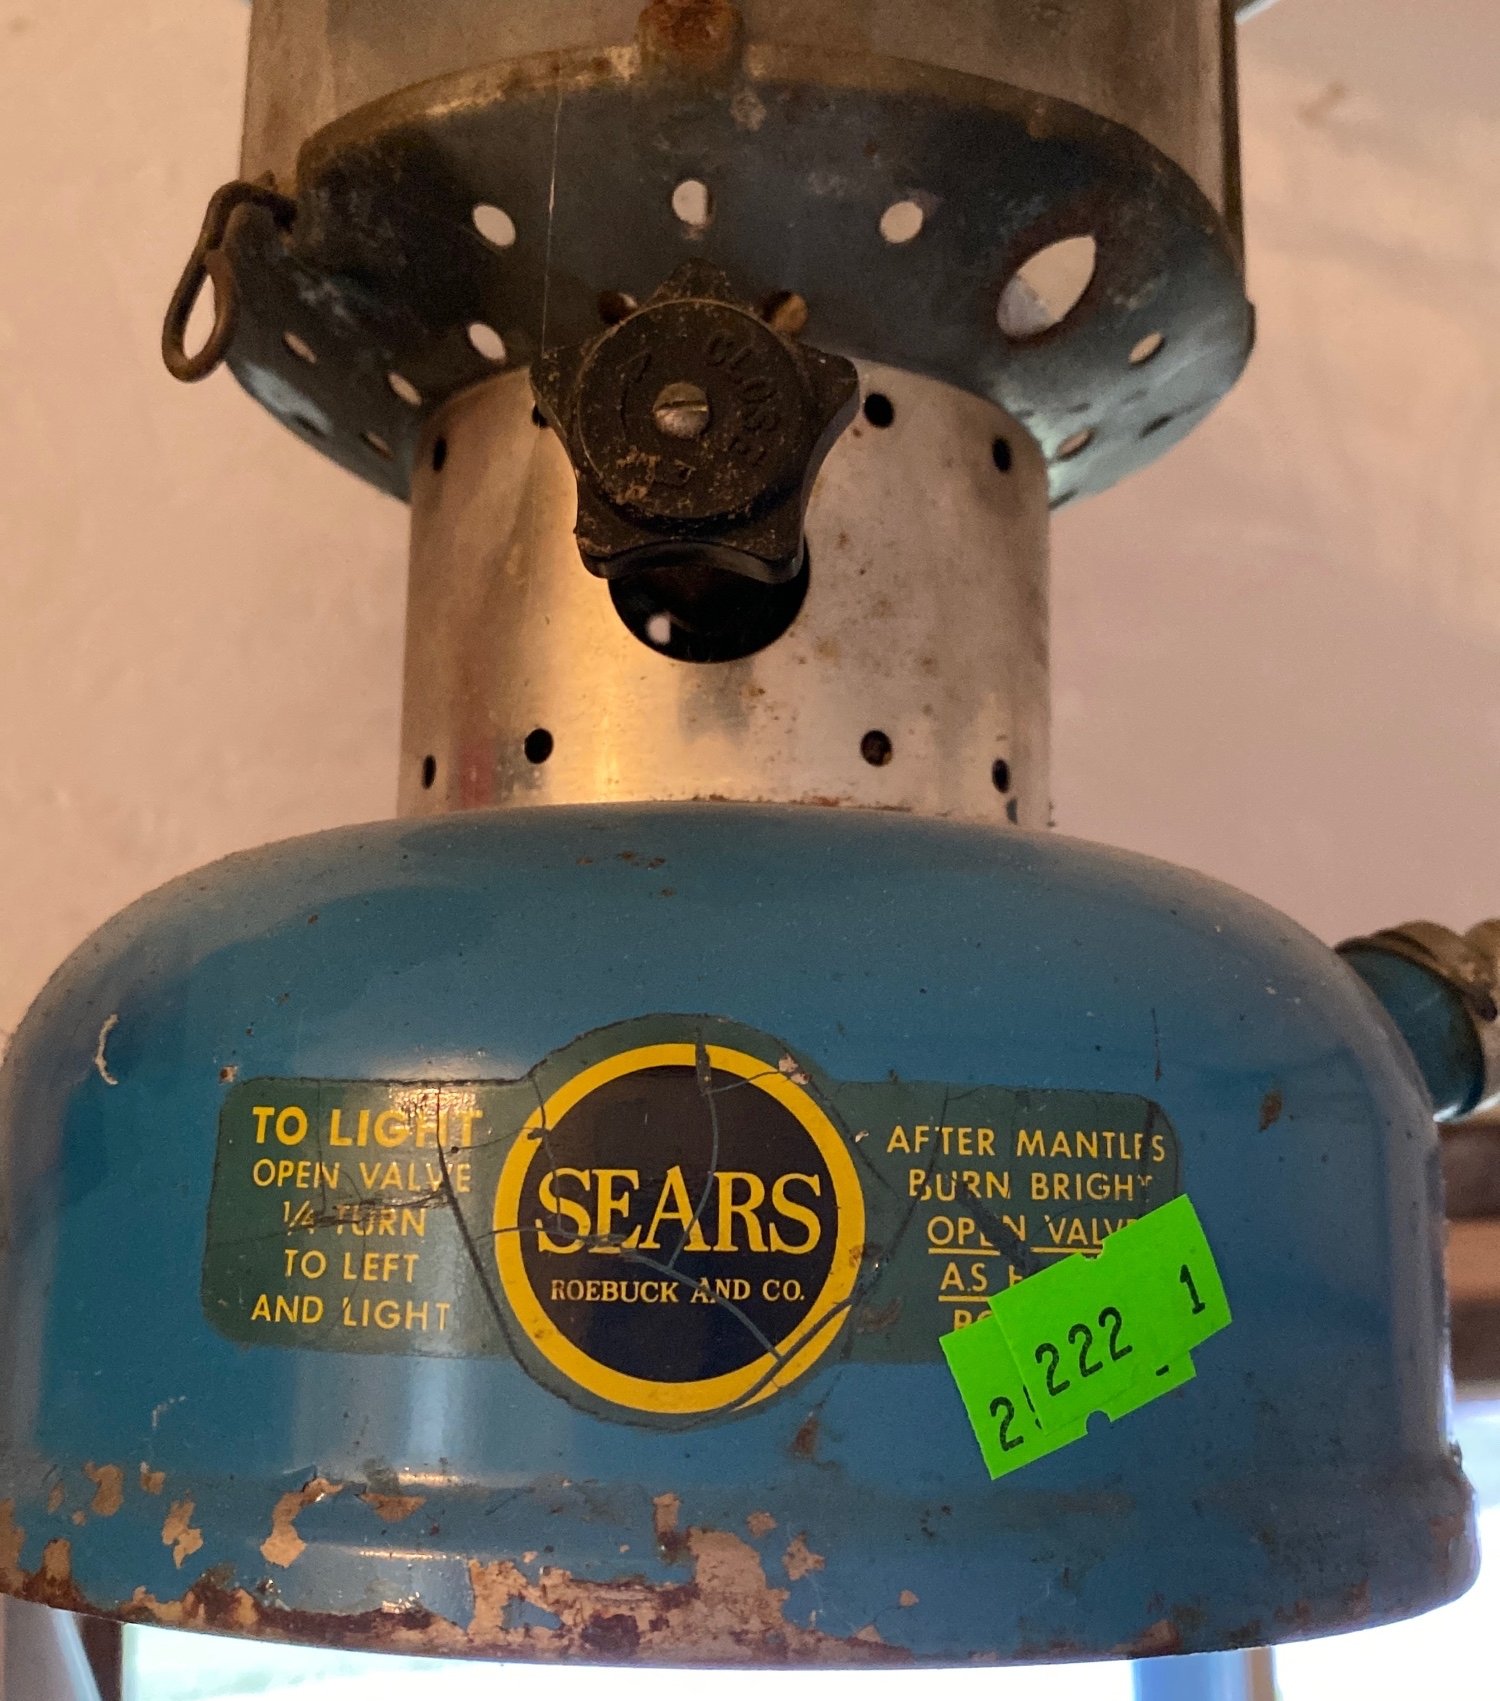 CLOSE
TO LIGHT
OPEN VALVE
1/4 TURN
TO LEFT
AND LIGHT
SEARS
ROEBUCK AND CO.
AFTER MANTLES
BURN BRIGHT
OPEN VALVE
AS
222 1